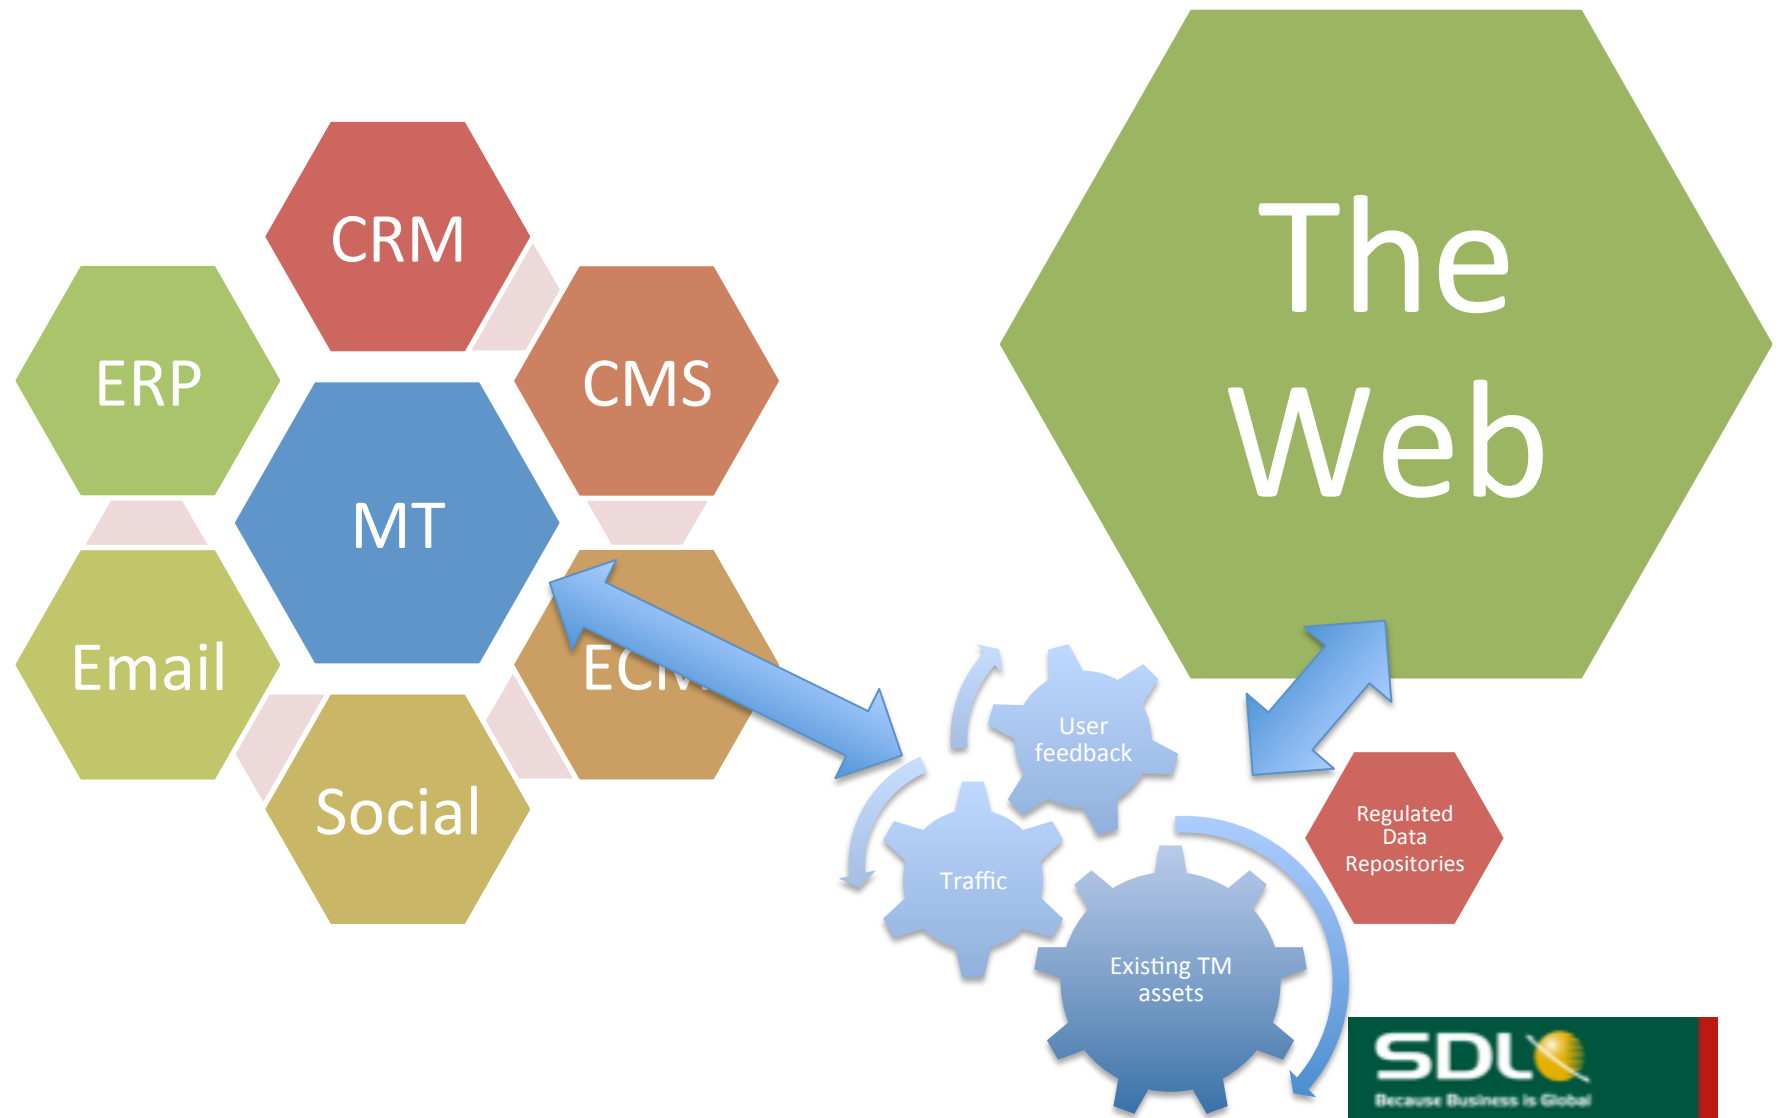 CRM
ERP
CMS
MT
Email
Social
The
Web
User
feedback
Traffic
Existing TM
assets
Regulated
Data
Repositories
SDL
Because Business is Global